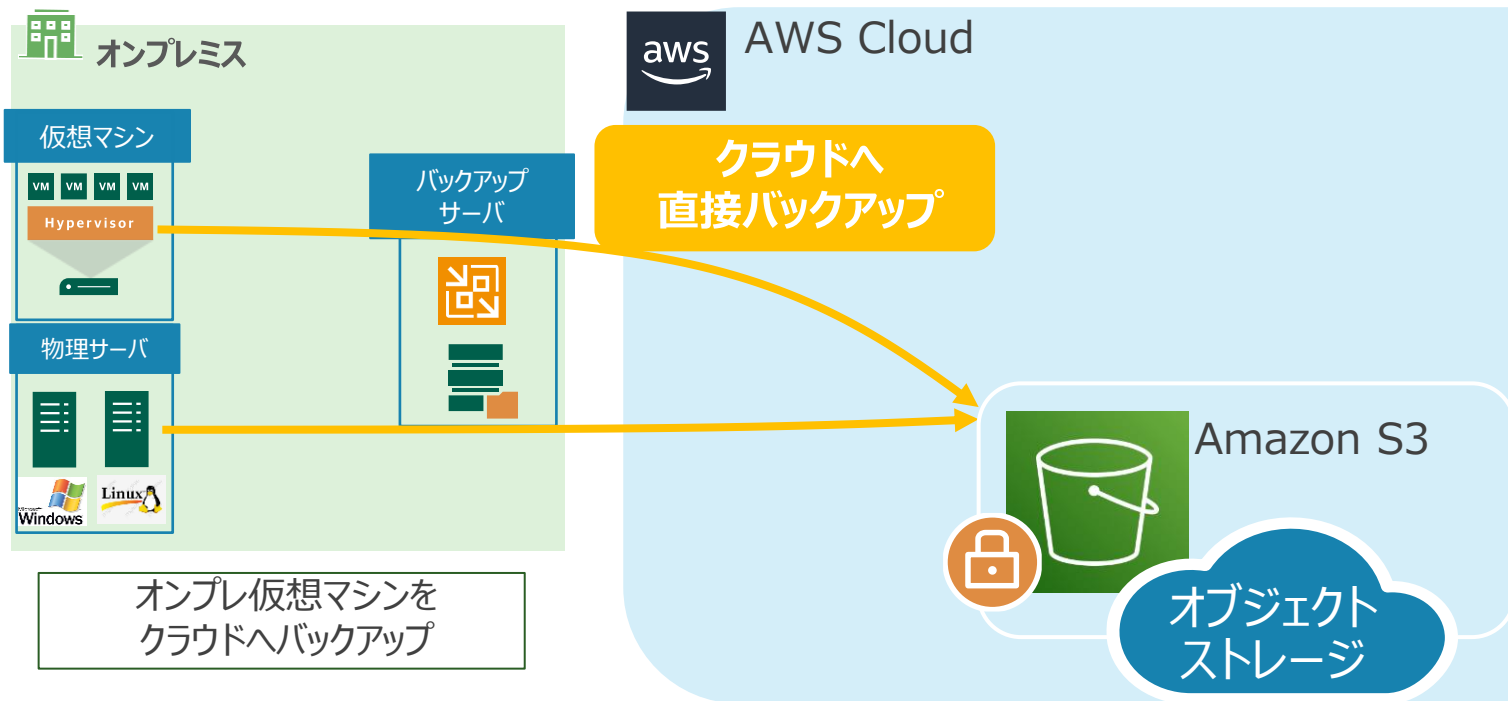 オンプレミス
aws
AWS Cloud
仮想マシン
VM VM VM VM
Hypervisor
バックアップ
サーバ
クラウドへ
直接バックアップ
物理サーバ
Microsoft
Windows
Linux
Amazon S3
オブジェクト
ストレージ
オンプレ仮想マシンを
クラウドへバックアップ